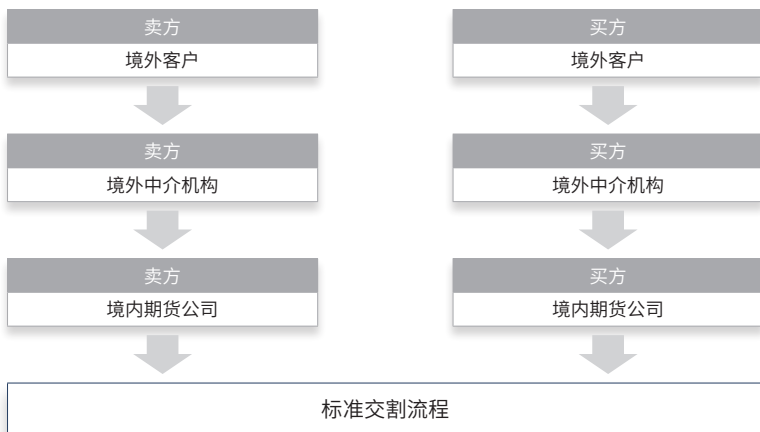 卖方
境外客户
买方
境外客户
卖方
境外中介机构
买方
境外中介机构
卖方
境内期货公司
买方
境内期货公司
标准交割流程